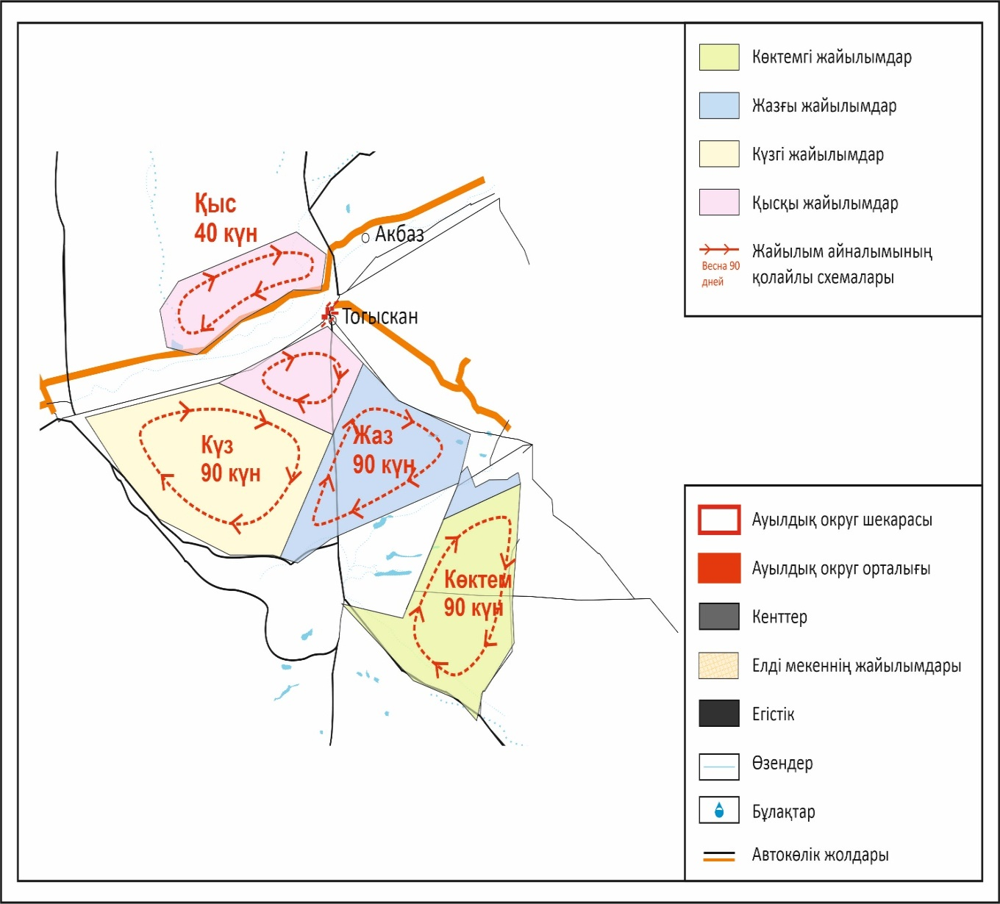 Көктемгі жайылымдар
Жазғы жайылымдар
Күзгі жайылымдар
Қысқы жайылымдар
Жайылым айналымының
қолайлы схемалары
Весна 90
дней
Қыс
40 күн
Акбаз
Тогыскан
Күз
90 күн
Жаз
90 күн
Көктем
90 күн
Ауылдық округ шекарасы
Ауылдық округ орталығы
Кенттер
Елді мекеннің жайылымдары
Егістік
Өзендер
Бұлақтар
Автокөлік жолдары